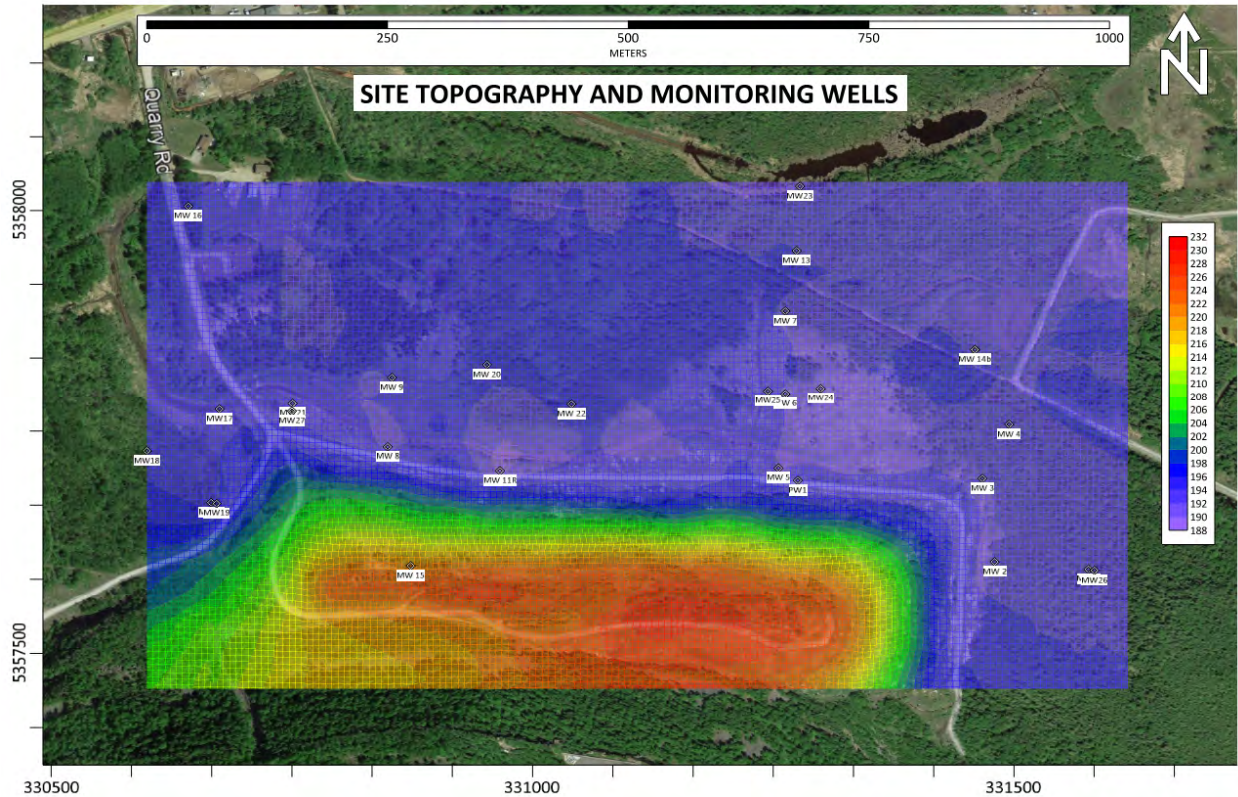 0 250 500 750 1000
METERS
N
SITE TOPOGRAPHY AND MONITORING WELLS
Quarry Rd
5358000
MW23
MW 16
MW 13
232
230
228
226
224
222
220
218
216
214
212
210
208
206
204
202
200
198
196
194
192
190
188
MW 7
MW 14b
MW 20
MW 9
MW25
MW24
MW17
MW27
MW 22
MW 4
MW 8
MW18
MW 5
MW 11R
PW1
MW 3
MW19
MW 2
MW 15
MW26
5357500
330500 331000 331500